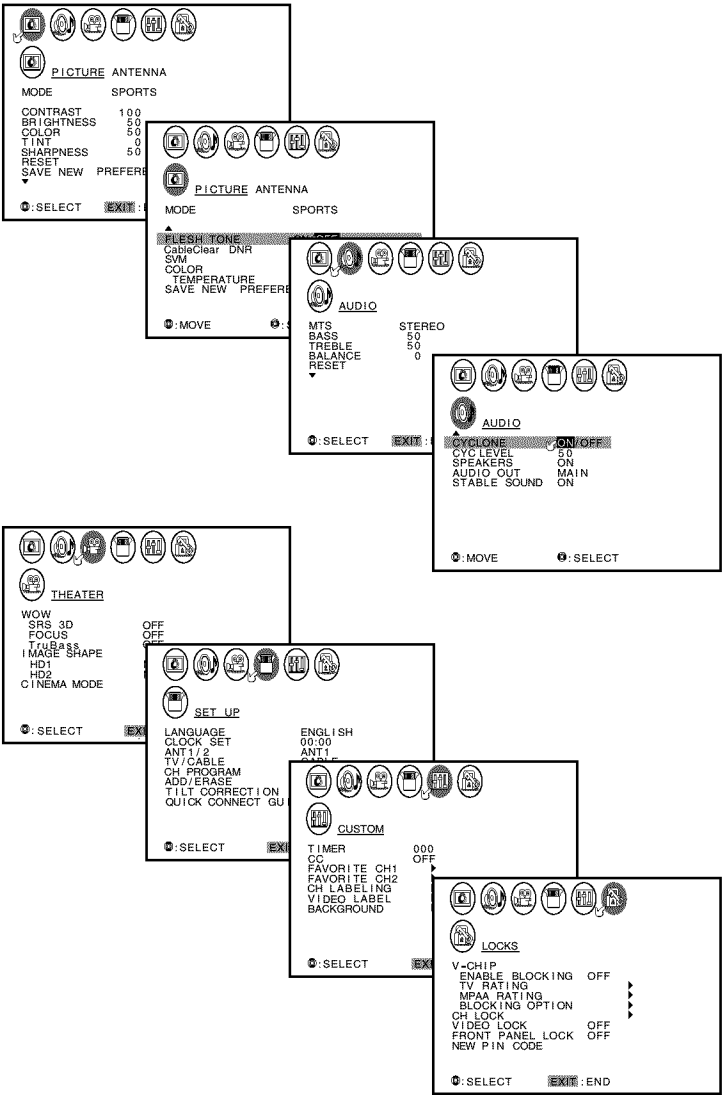 PICTURE ANTENNA
MODE SPORTS
CONTRAST 100
BRIGHTNESS 50
COLOR 50
TINT 0
SHARPNESS 50
RESET
SAVE NEW PREFERE
:SELECT EXIT :
PICTURE ANTENNA
MODE SPORTS
FLESH TONE
CableClear DNR
SVM
COLOR
TEMPERATURE
SAVE NEW PREFERE
:MOVE :
AUDIO
MTS STEREO
BASS 50
TREBLE 50
BALANCE 0
RESET
:SELECT EXIT :
AUDIO
CYCLONE ON/OFF
CYC LEVEL 50
SPEAKERS ON
AUDIO OUT MAIN
STABLE SOUND ON
:MOVE :SELECT
THEATER
WOW
SRS 3D OFF
FOCUS OFF
TruBass OFF
IMAGE SHAPE
HD1
HD2
CINEMA MODE
:SELECT EXI
SET UP
LANGUAGE ENGLISH
CLOCK SET 00:00
ANT1/2 ANT1
TV/CABLE CABLE
CH PROGRAM
ADD/ERASE
TILT CORRECTION
QUICK CONNECT GUI
:SELECT EXI
CUSTOM
TIMER 000
CC OFF
FAVORITE CH1
FAVORITE CH2
CH LABELING
VIDEO LABEL
BACKGROUND
:SELECT EXI
LOCKS
V-CHIP
ENABLE BLOCKING OFF
TV RATING
MPAA RATING
BLOCKING OPTION
CH LOCK
VIDEO LOCK OFF
FRONT PANEL LOCK OFF
NEW PIN CODE
:SELECT EXIT :END